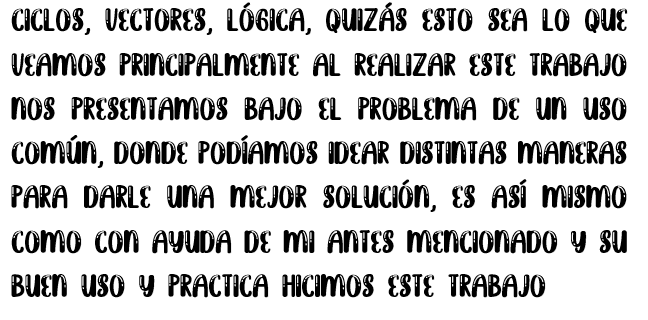 CICLOS, VECTORES, LÓGICA, QUIZÁS ESTO SEA LO QUE
VEAMOS PRINCIPALMENTE AL REALIZAR ESTE TRABAJO
NOS PRESENTAMOS BAJO EL PROBLEMA DE UN USO
COMÚN, DONDE PODÍAMOS IDEAR DISTINTAS MANERAS
PARA DARLE UNA MEJOR SOLUCIÓN, ES ASÍ MISMO
COMO CON AYUDA DE MI ANTES MENCIONADO Y SU
BUEN USO Y PRACTICA HICIMOS ESTE TRABAJO